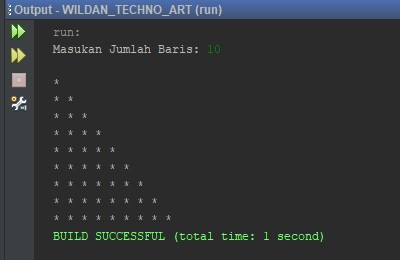 Output - WILDAN_TECHNO_ART (run)
run:
Masukan Jumlah Baris: 10
*
* *
* * *
* * * *
* * * * *
* * * * * *
* * * * * * *
* * * * * * * *
* * * * * * * * *
BUILD SUCCESSFUL (total time: 1 second)